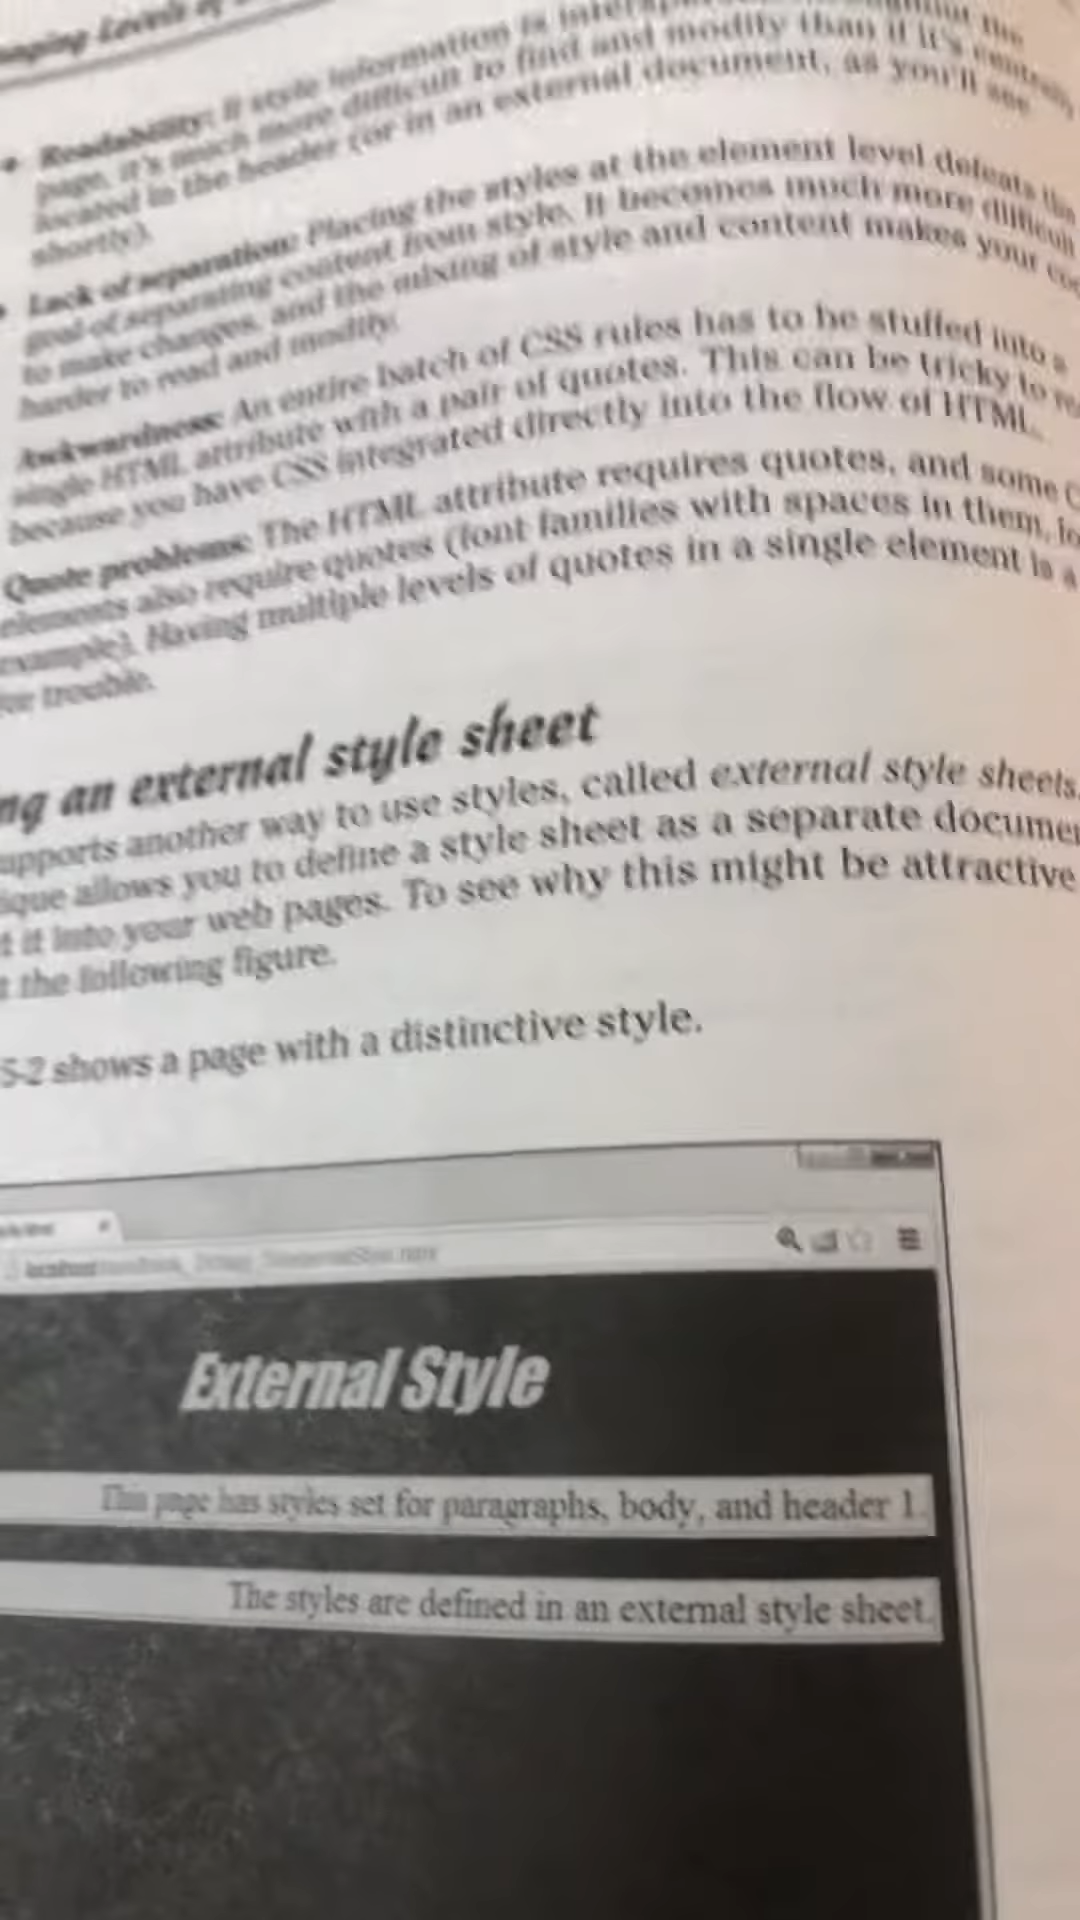 anging Levels of
• Readability: If style information is interspersed throughout the
page, it's much more difficult to find and modify than if it's centrally
located in the header (or in an external document, as you'll see
shortly).
• Lack of separation: Placing the styles at the element level defeats the
goal of separating content from style. It becomes much more difficult
to make changes, and the mixing of style and content makes your co
harder to read and modify.
Awkwardness: An entire batch of CSS rules has to be stuffed into a
single HTML attribute with a pair of quotes. This can be tricky to re
because you have CSS integrated directly into the flow of HTML.
Quote problems: The HTML attribute requires quotes, and some C
elements also require quotes (font families with spaces in them, fo
example). Having multiple levels of quotes in a single element is a
for trouble.
ng an external style sheet
upports another way to use styles, called external style sheets.
ique allows you to define a style sheet as a separate documen
t it into your web pages. To see why this might be attractive
t the following figure.
5-2 shows a page with a distinctive style.
External Style
This page has styles set for paragraphs, body, and header 1.
The styles are defined in an external style sheet.